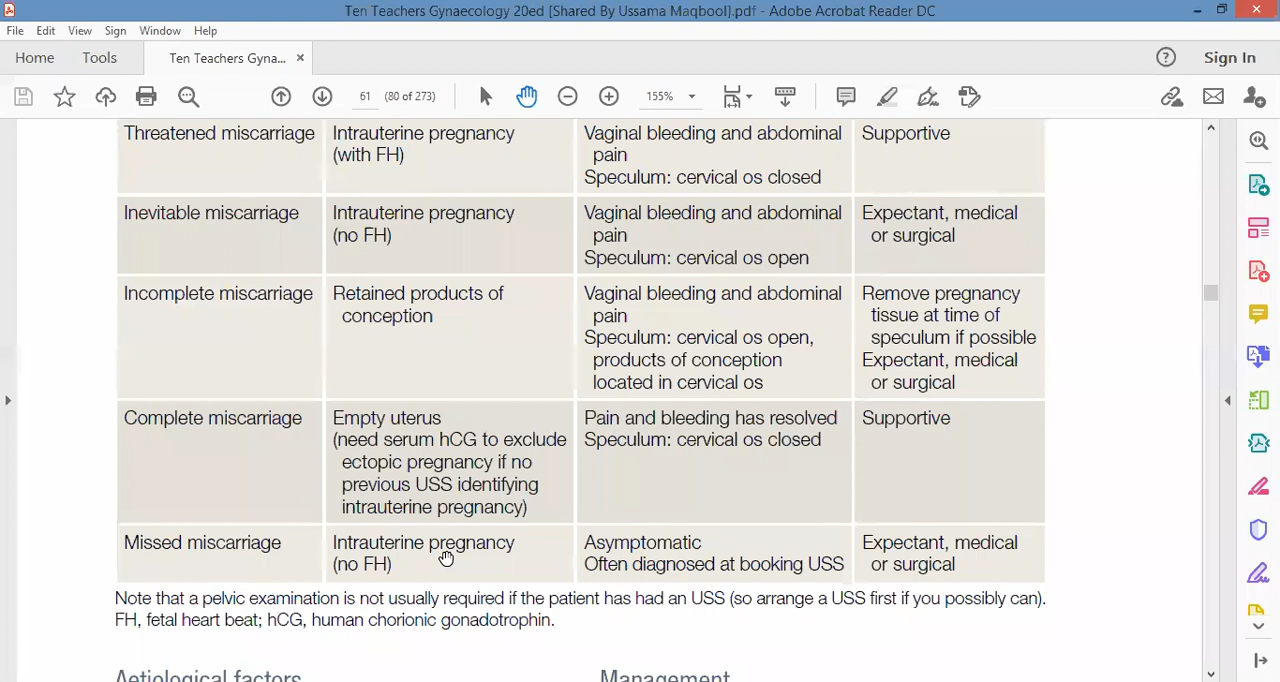 Ten Teachers Gynaecology 20ed [Shared By Ussama Maqbool].pdf - Adobe Acrobat Reader DC
File Edit View Sign Window Help
Home Tools Ten Teachers Gyna... × Sign In
61 (80 of 273) 155%
Threatened miscarriage Intrauterine pregnancy Vaginal bleeding and abdominal Supportive
(with FH) pain
Speculum: cervical os closed
Inevitable miscarriage Intrauterine pregnancy Vaginal bleeding and abdominal Expectant, medical
(no FH) pain or surgical
Speculum: cervical os open
Incomplete miscarriage Retained products of Vaginal bleeding and abdominal Remove pregnancy
conception pain tissue at time of
Speculum: cervical os open, speculum if possible
products of conception Expectant, medical
located in cervical os or surgical
Complete miscarriage Empty uterus Pain and bleeding has resolved Supportive
(need serum hCG to exclude Speculum: cervical os closed
ectopic pregnancy if no
previous USS identifying
intrauterine pregnancy)
Missed miscarriage Intrauterine pregnancy Asymptomatic Expectant, medical
(no FH) Often diagnosed at booking USS or surgical
Note that a pelvic examination is not usually required if the patient has had an USS (so arrange a USS first if you possibly can).
FH, fetal heart beat; hCG, human chorionic gonadotrophin.
Aetiological factors Management